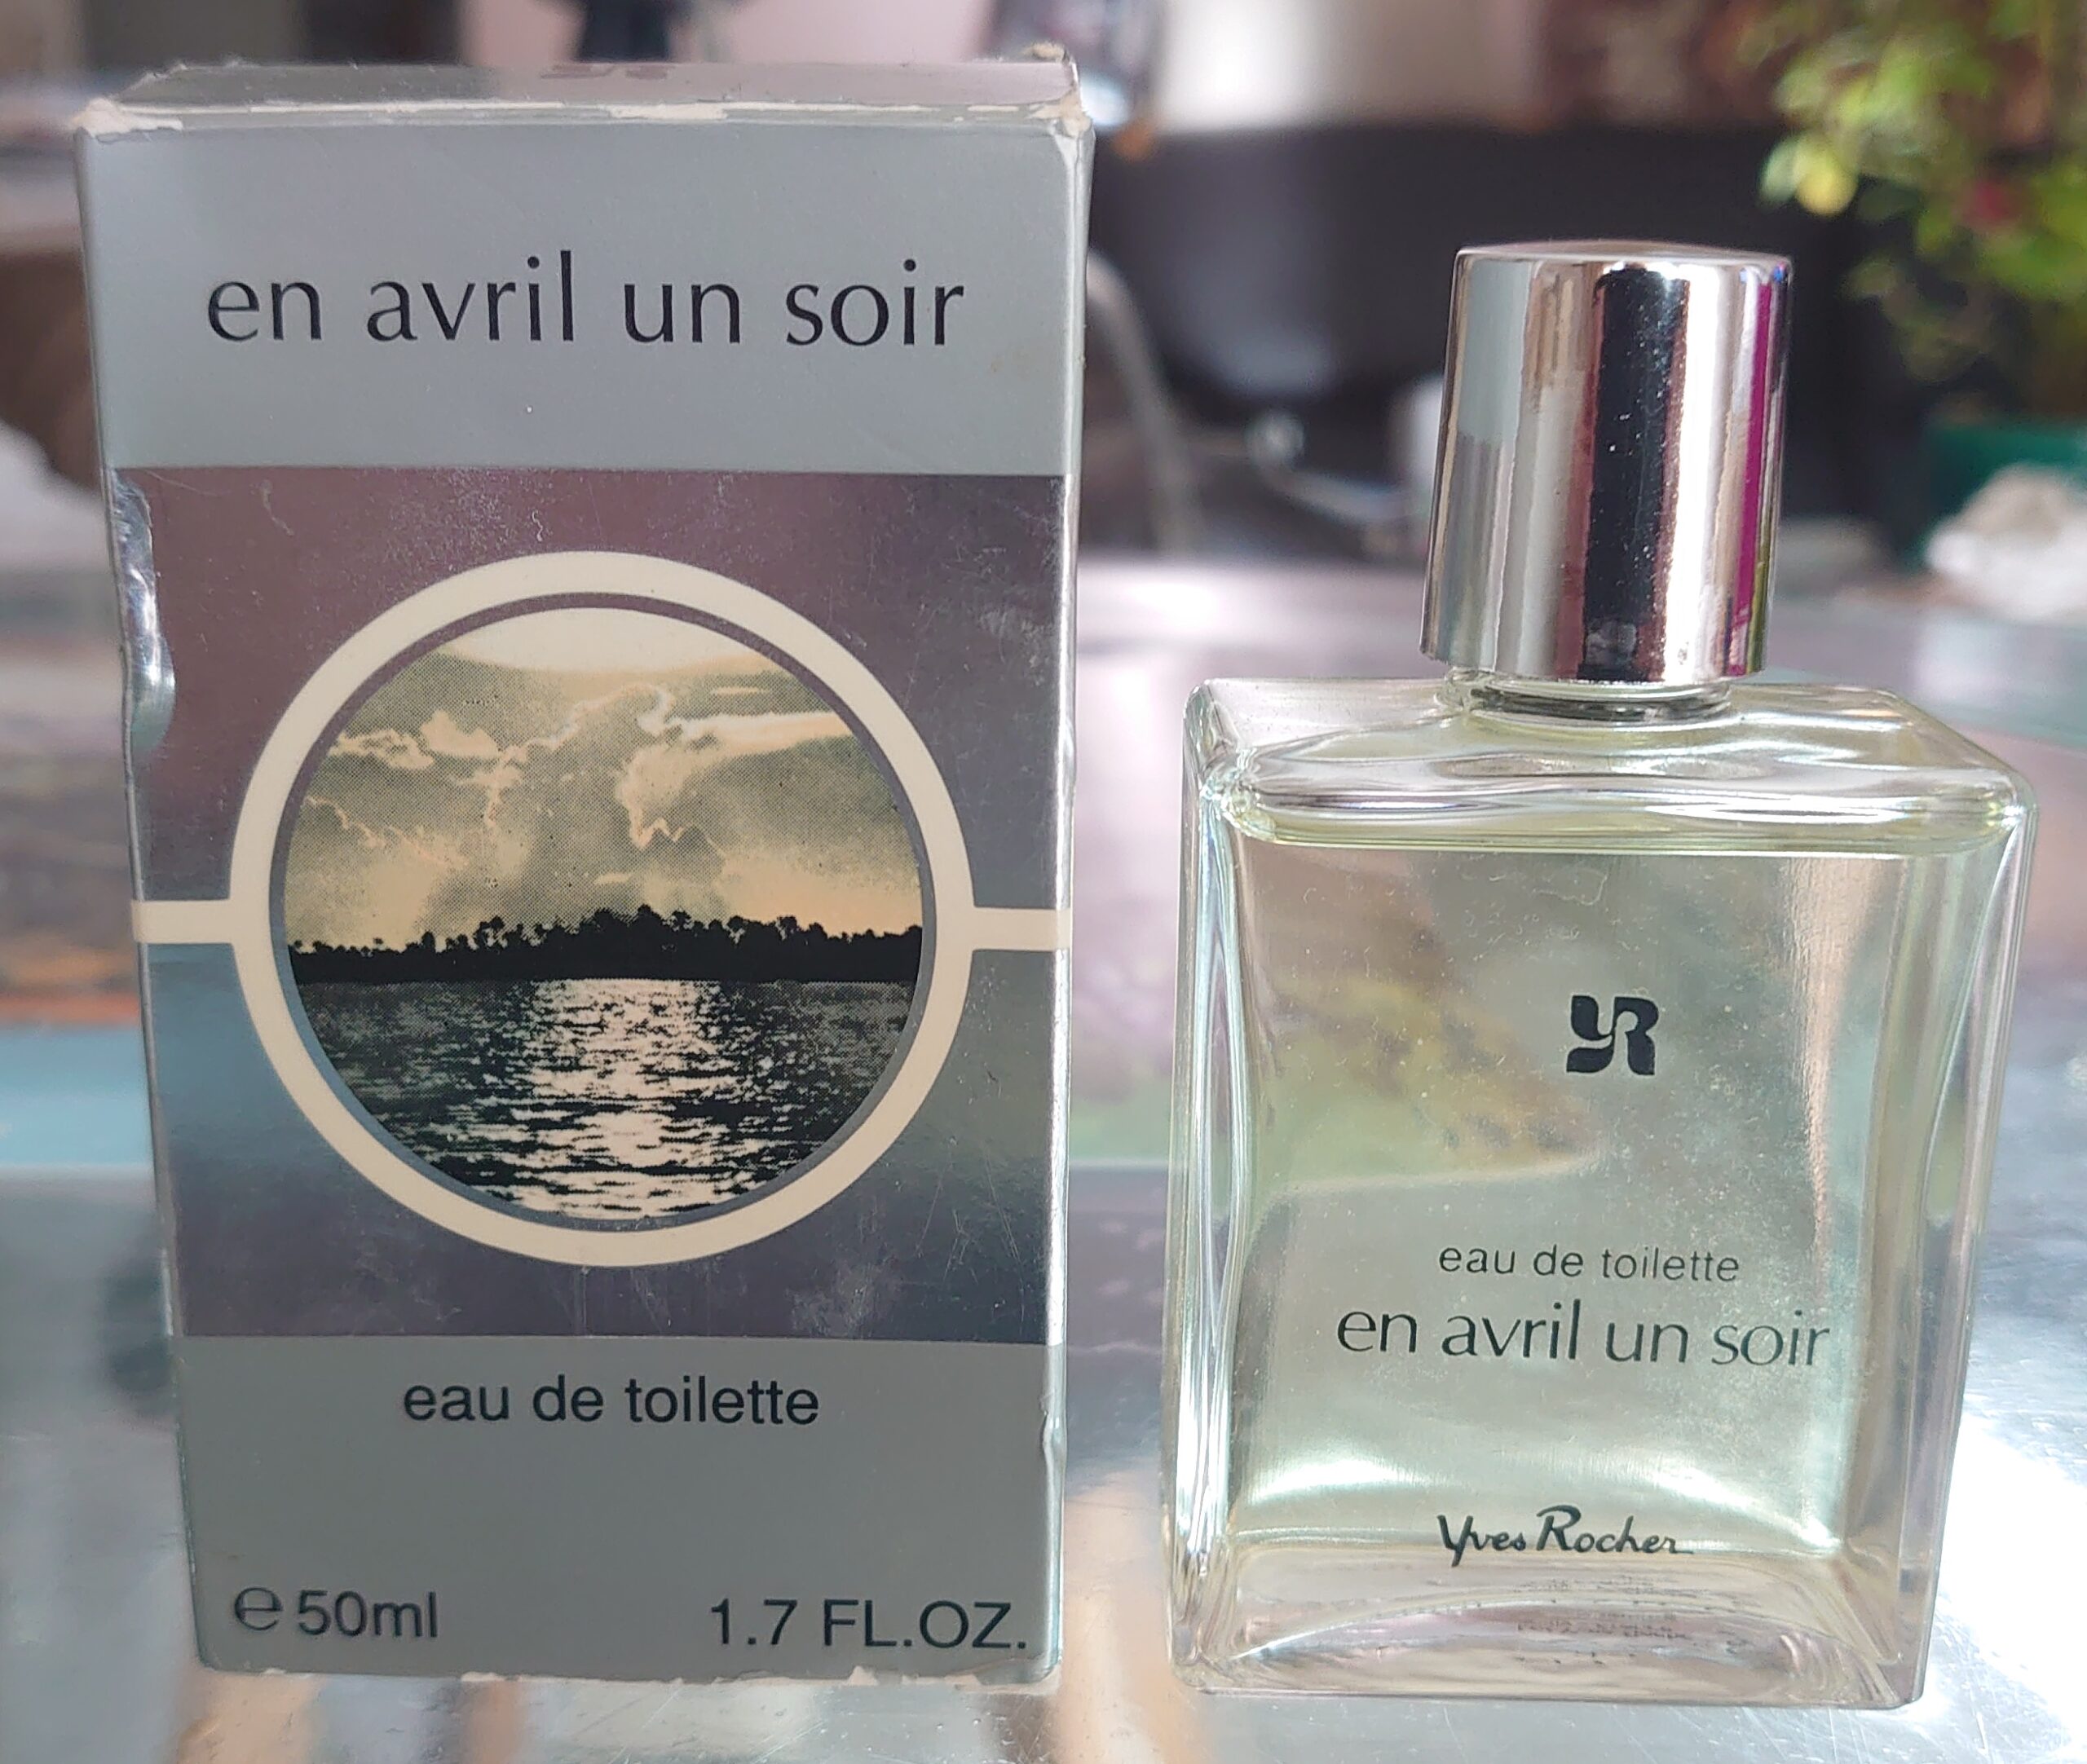 en avril un soir
eau de toilette
℮ 50ml 1.7 FL.OZ.
YR
eau de toilette
en avril un soir
Yves Rocher